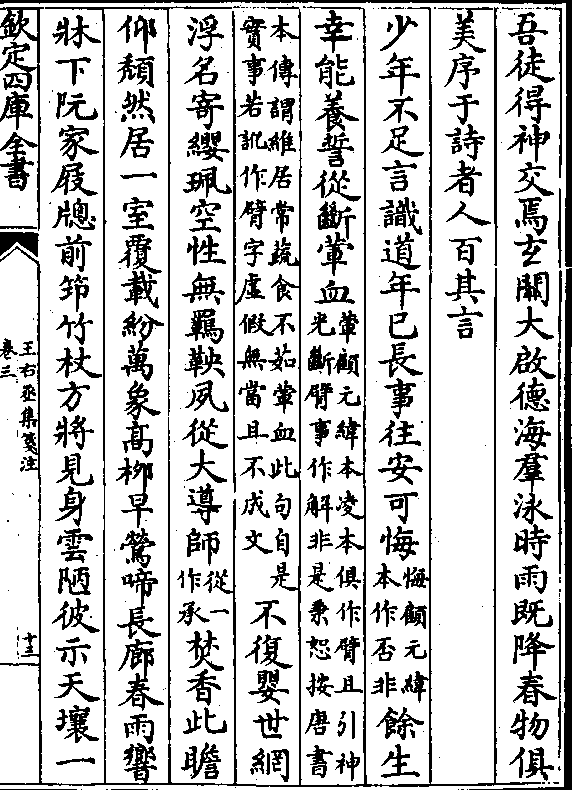 吾徒得神交焉玄關大啟德海羣泳時雨既降春物俱
美序于詩者人百其言
少年不足言識道年已長事往安可悔悔顧元緯本作否非餘生
幸能養誓從斷葷血葷顧元緯本凌本俱作臂且引神光斷臂事作解非是秉恕按唐書
本傳謂維居常蔬食不茹葷血此句自是實事若訛作臂字虛假無當且不成文不復嬰世網
浮名寄纓珮空性無羈鞅夙從大導師從一作承焚香此瞻
仰頹然居一室覆載紛萬象高柳早鶯啼長廊春雨響
牀下阮家屐牕前筇竹杖方將見身雲陋彼示天壤一
欽定四庫全書
王右丞集箋注
卷三
十三